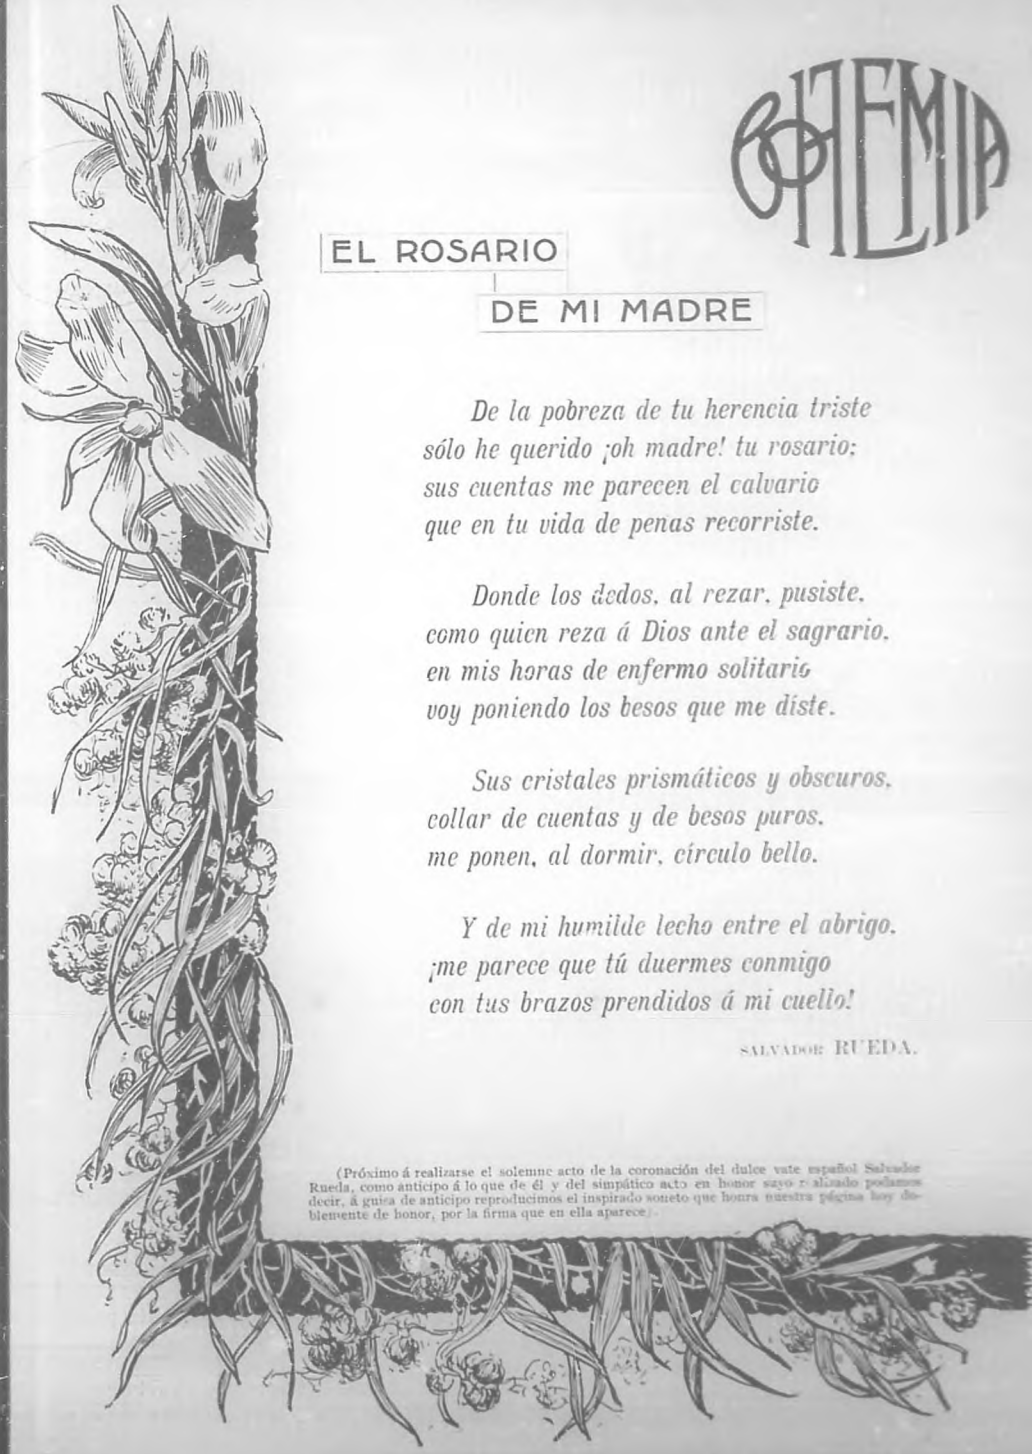 BOHEMIA
EL ROSARIO
DE MI MADRE
De la pobreza de tu herencia triste
sólo he querido ¡oh madre! tu rosario;
sus cuentas me parecen el calvario
que en tu vida de penas recorriste.
Donde los dedos, al rezar, pusiste,
como quien reza á Dios ante el sagrario,
en mis horas de enfermo solitario
voy poniendo los besos que me diste.
Sus cristales prismáticos y obscuros,
collar de cuentas y de besos puros,
me ponen, al dormir, círculo bello.
Y de mi humilde lecho entre el abrigo,
¡me parece que tú duermes conmigo
con tus brazos prendidos á mi cuello!
SALVADOR RUEDA.
(Próximo á realizarse el solemne acto de la coronación del dulce vate español Salvador
Rueda, como anticipo á lo que de él y del simpático acto en honor suyo realizado podamos
decir, á guisa de anticipo reproducimos el inspirado soneto que honra nuestra página hoy do-
blemente de honor, por la firma que en ella aparece).